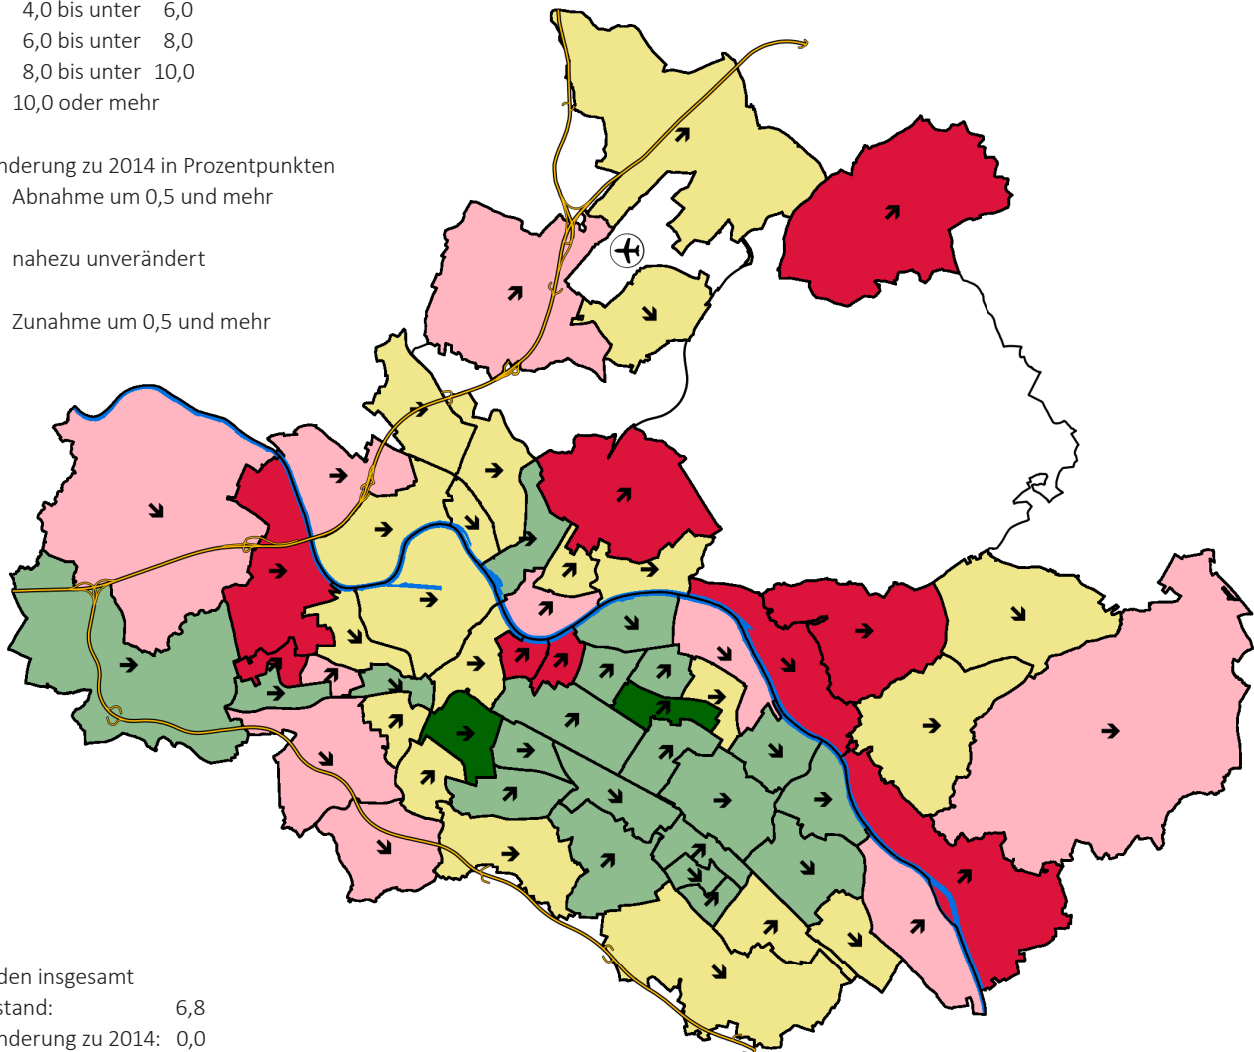 4,0 bis unter 6,0
6,0 bis unter 8,0
8,0 bis unter 10,0
10,0 oder mehr
nderung zu 2014 in Prozentpunkten
Abnahme um 0,5 und mehr
nahezu unverändert
Zunahme um 0,5 und mehr
den insgesamt
stand: 6,8
nderung zu 2014: 0,0